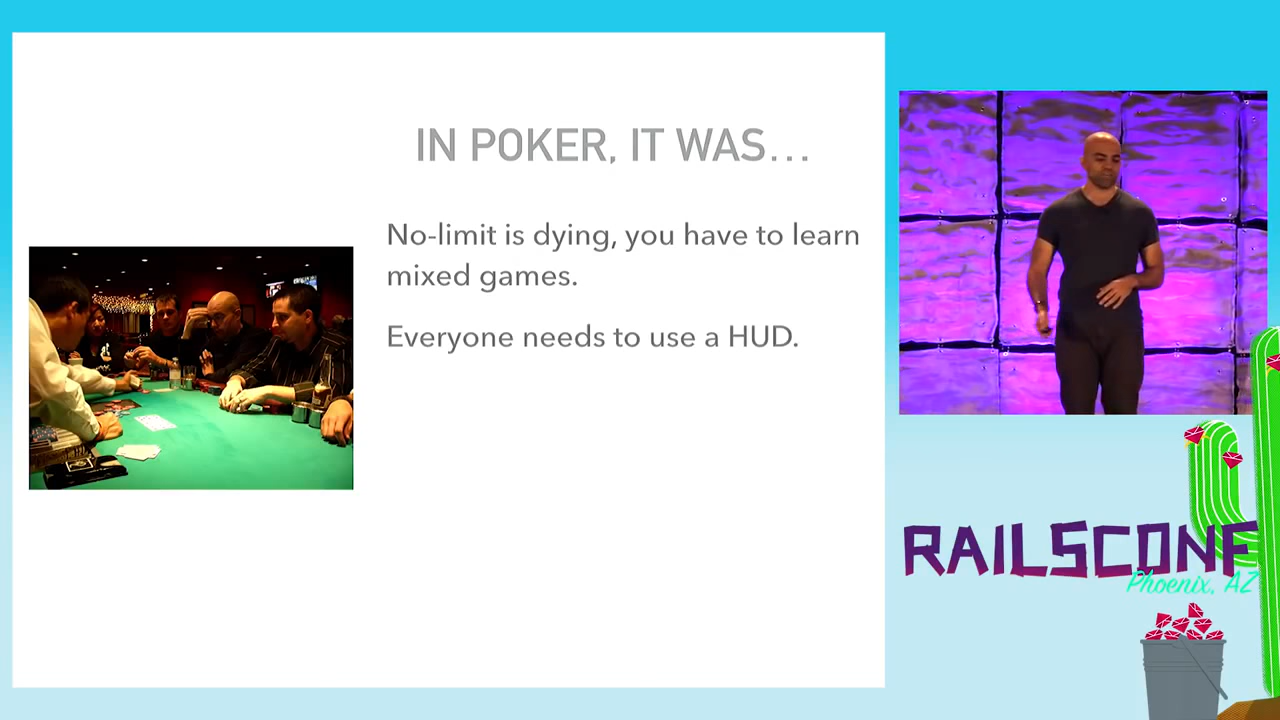 IN POKER, IT WAS…
No-limit is dying, you have to learn
mixed games.
Everyone needs to use a HUD.
RAILSCONF
Phoenix, AZ